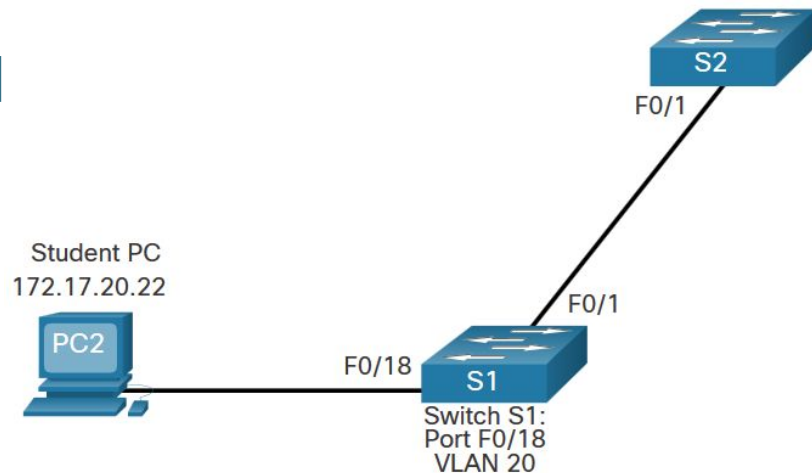 S2
F0/1
Student PC
172.17.20.22
F0/1
PC2
F0/18
S1
Switch S1:
Port F0/18
VLAN 20